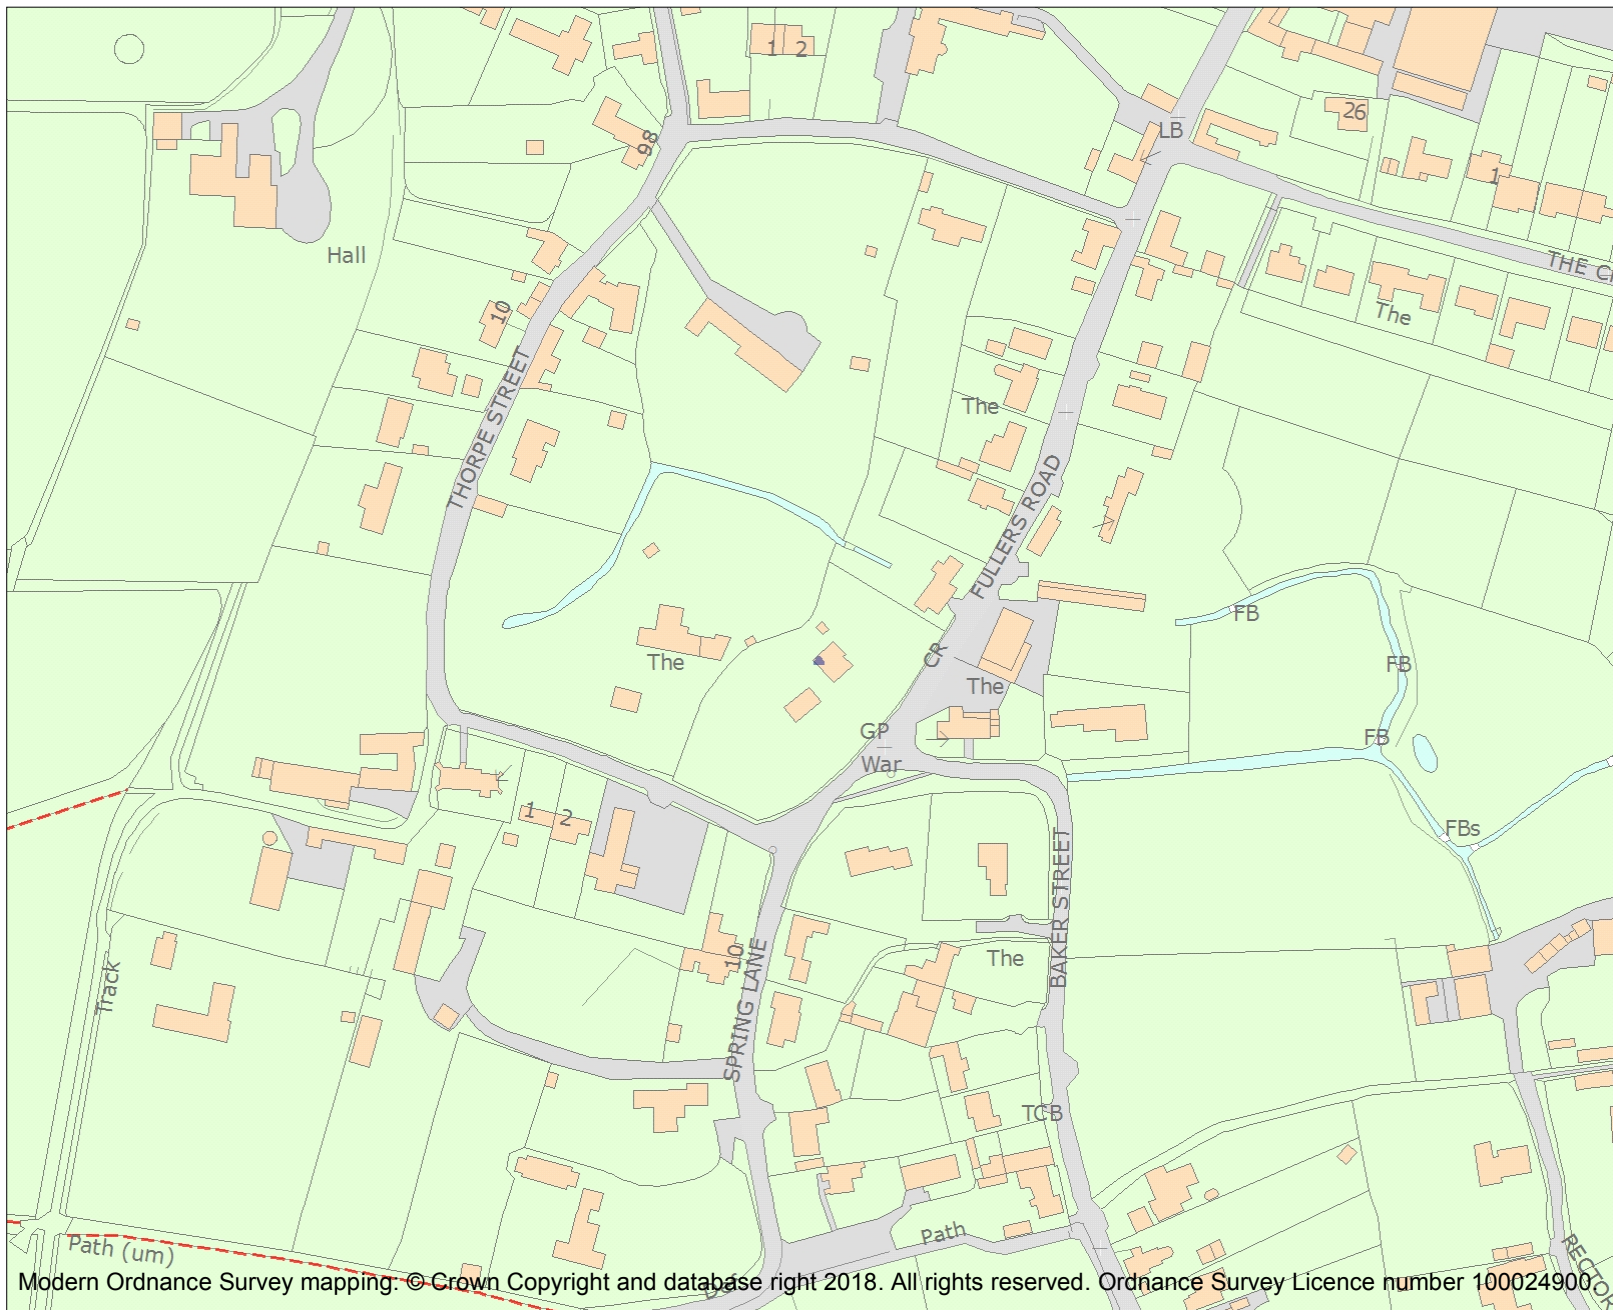 1 2
26
LB
98
1
Hall
THE
The
10
The
THORPE STREET
FULLERS ROAD
FB
CR
The
FB
The
GP
FB
War
1 2
FBs
BAKER STREET
10
The
SPRING LANE
Track
TCB
Path
Path (um)
RECTOR
Modern Ordnance Survey mapping: © Crown Copyright and database right 2018. All rights reserved. Ordnance Survey Licence number 100024900